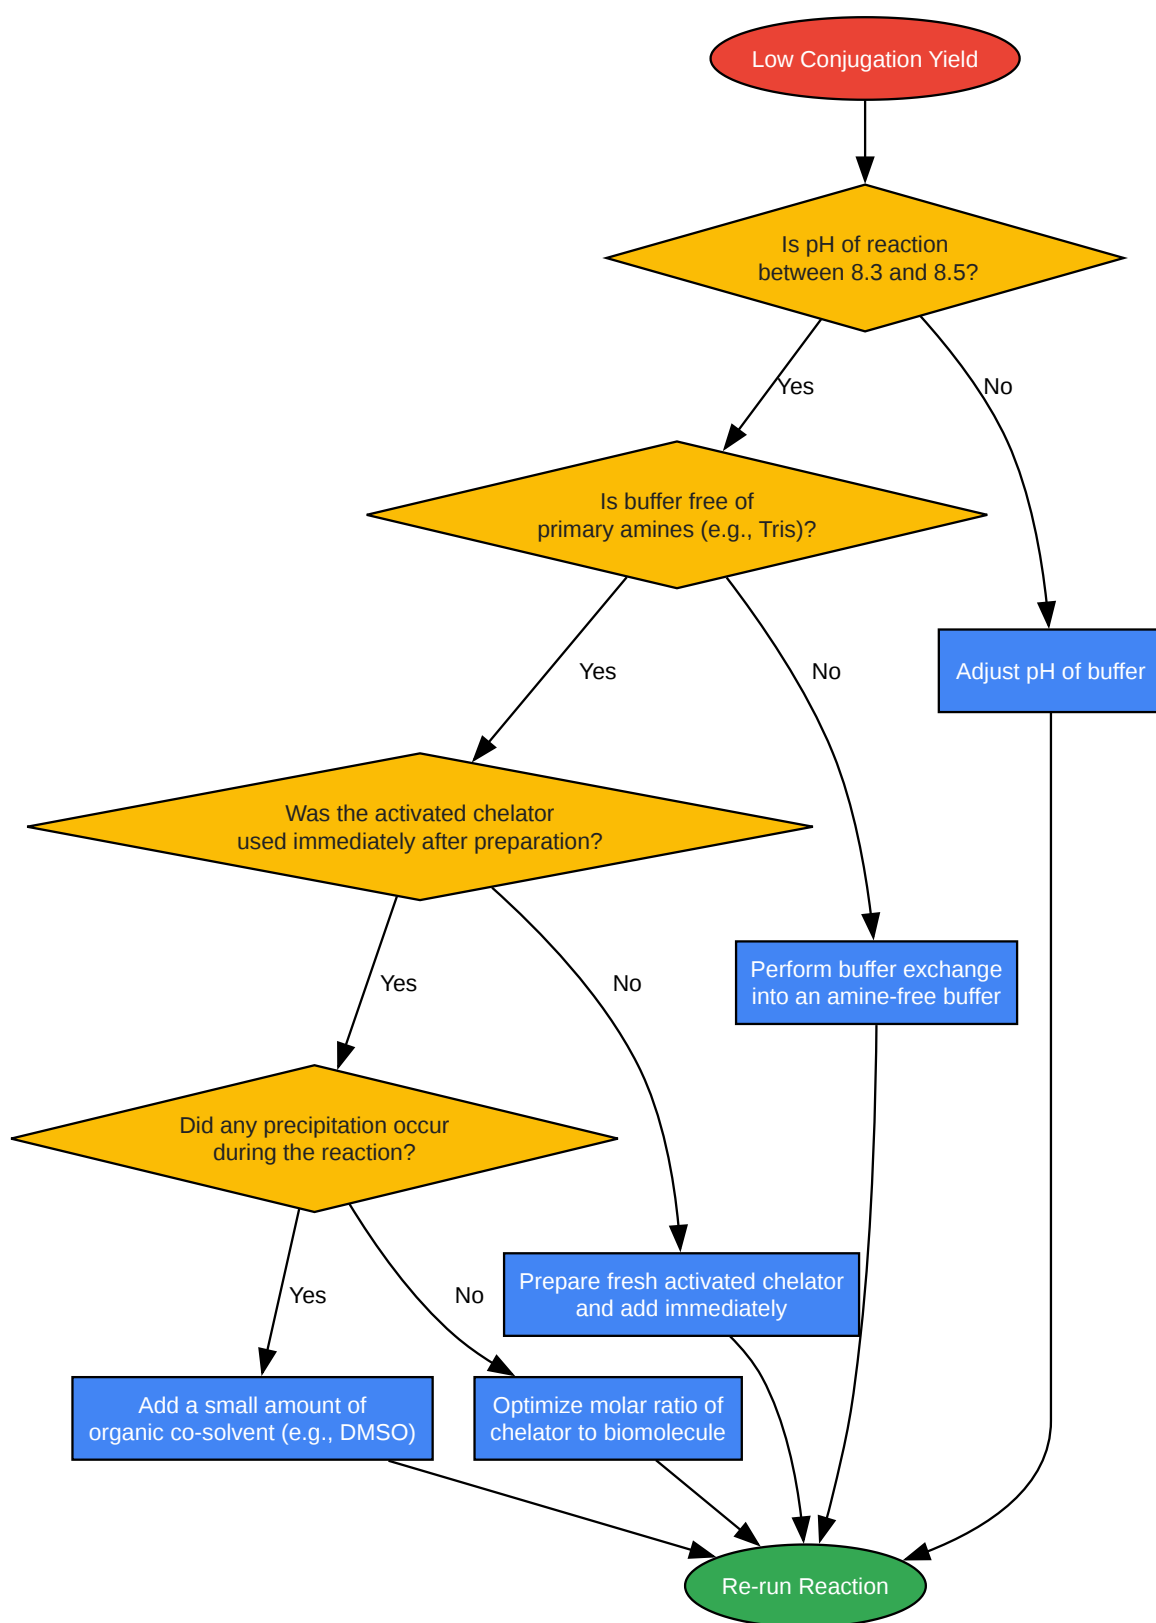 Low Conjugation Yield
Is pH of reaction
between 8.3 and 8.5?
Yes
No
Is buffer free of
primary amines (e.g., Tris)?
Yes
No
Adjust pH of buffer
Was the activated chelator
used immediately after preparation?
Yes
No
Perform buffer exchange
into an amine-free buffer
Did any precipitation occur
during the reaction?
Yes
No
Prepare fresh activated chelator
and add immediately
Add a small amount of
organic co-solvent (e.g., DMSO)
Optimize molar ratio of
chelator to biomolecule
Re-run Reaction